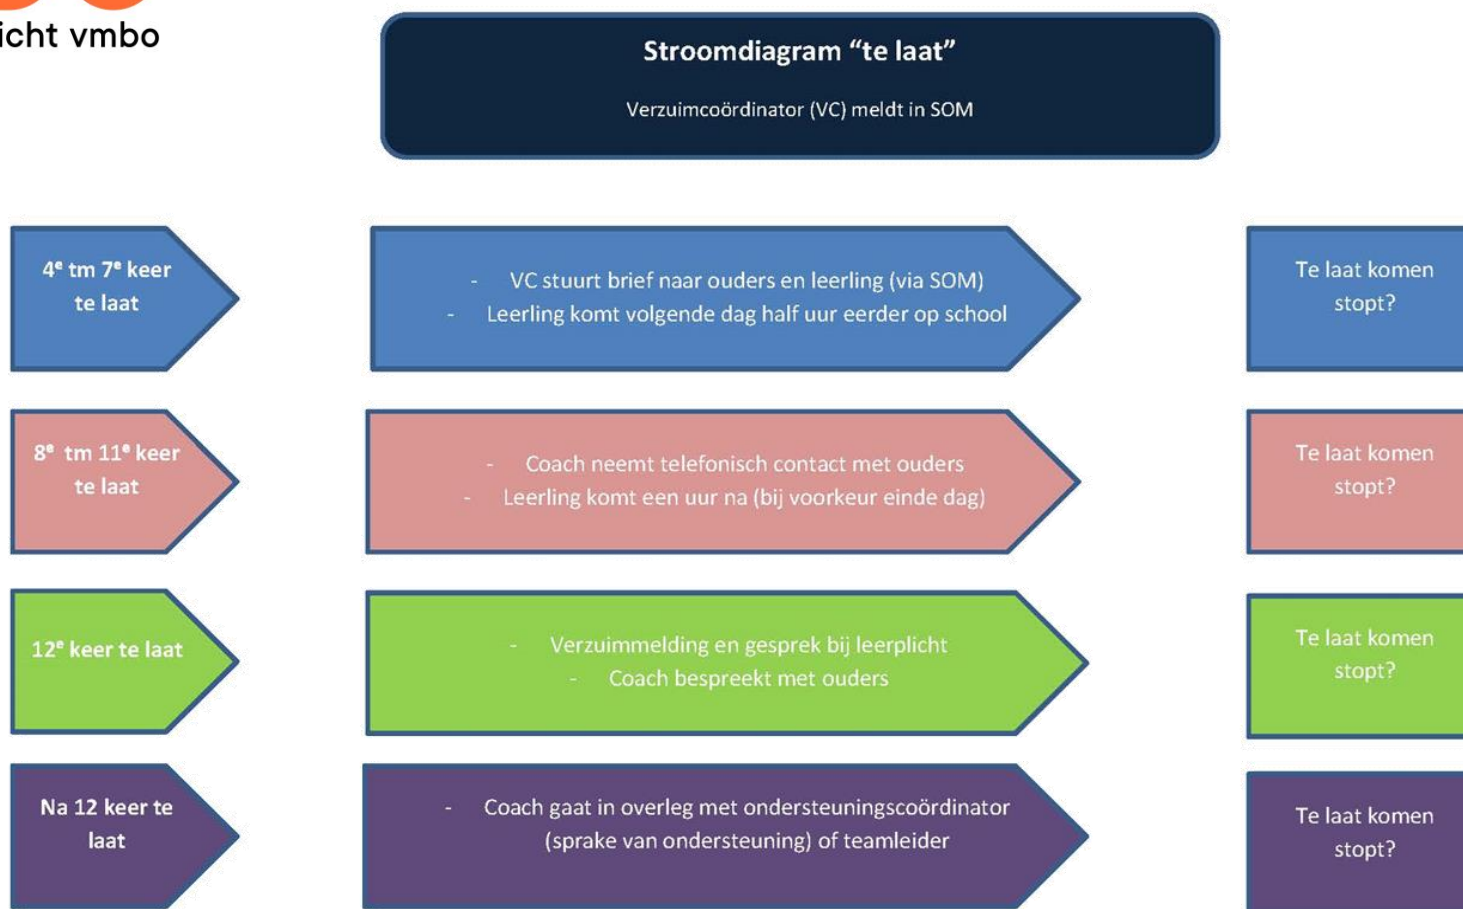 icht vmbo
Stroomdiagram “te laat”
Verzuimcoördinator (VC) meldt in SOM
4e tm 7e keer
te laat
- VC stuurt brief naar ouders en leerling (via SOM)
- Leerling komt volgende dag half uur eerder op school
Te laat komen
stopt?
8e tm 11e keer
te laat
- Coach neemt telefonisch contact met ouders
- Leerling komt een uur na (bij voorkeur einde dag)
Te laat komen
stopt?
12e keer te laat
- Verzuimmelding en gesprek bij leerplicht
- Coach bespreekt met ouders
Te laat komen
stopt?
Na 12 keer te
laat
- Coach gaat in overleg met ondersteuningscoördinator
(sprake van ondersteuning) of teamleider
Te laat komen
stopt?